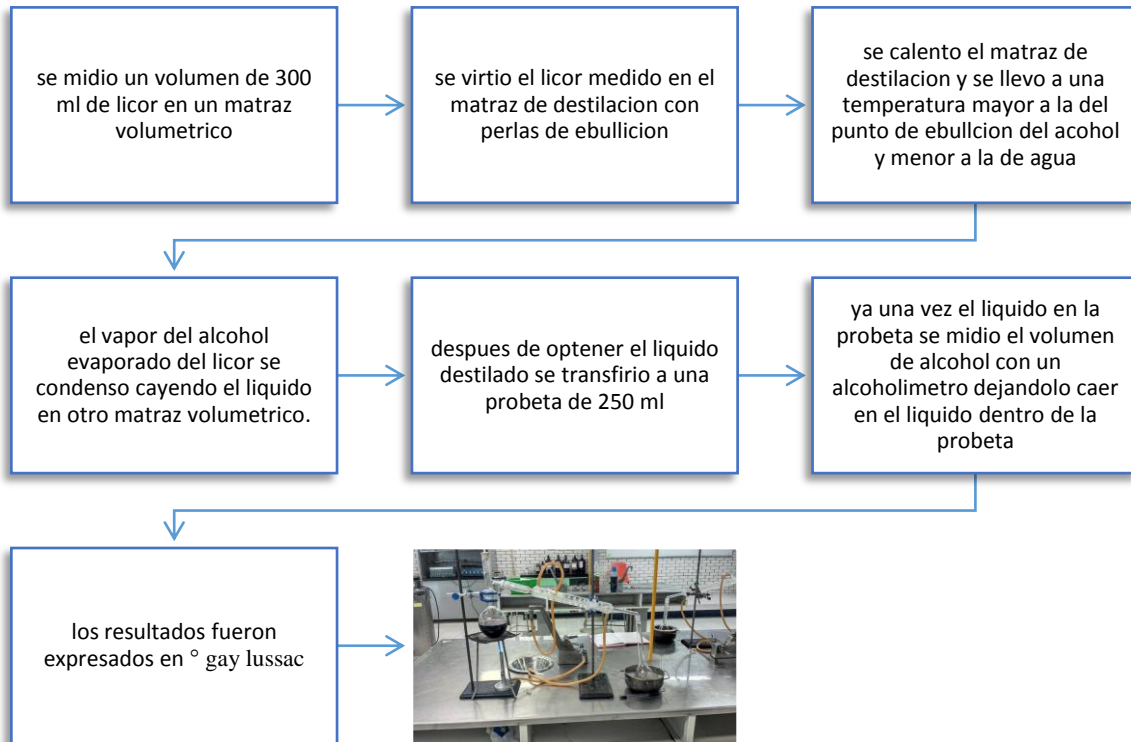 se midio un volumen de 300
ml de licor en un matraz
volumetrico
se virtio el licor medido en el
matraz de destilacion con
perlas de ebullicion
se calento el matraz de
destilacion y se llevo a una
temperatura mayor a la del
punto de ebullcion del acohol
y menor a la de agua
el vapor del alcohol
evaporado del licor se
condenso cayendo el liquido
en otro matraz volumetrico.
despues de optener el liquido
destilado se transfirio a una
probeta de 250 ml
ya una vez el liquido en la
probeta se midio el volumen
de alcohol con un
alcoholimetro dejandolo caer
en el liquido dentro de la
probeta
los resultados fueron
expresados en ° gay lussac